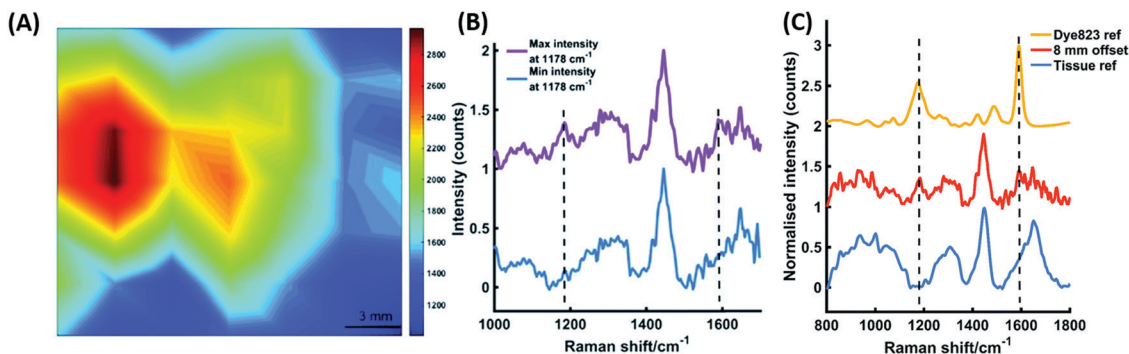 (A)
2800
2600
2400
2200
2000
1800
1600
1400
1200
1000
3 mm
(B)
Max intensity
at 1178 cm-1
Min intensity
at 1178 cm-1
Intensity (counts)
2
1.5
1
0.5
0
1000
1200
1400
1600
Raman shift/cm-1
(C)
Dye823 ref
8 mm offset
Tissue ref
Normalised intensity (counts)
3
2.5
2
1.5
1
0.5
0
800
1000
1200
1400
1600
1800
Raman shift/cm-1